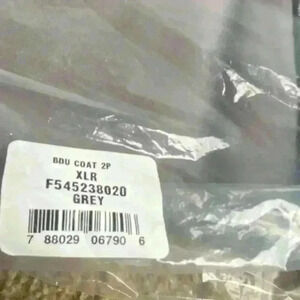 BDU COAT 2P
XLR
F545238020
GREY
7 88029 06790 6